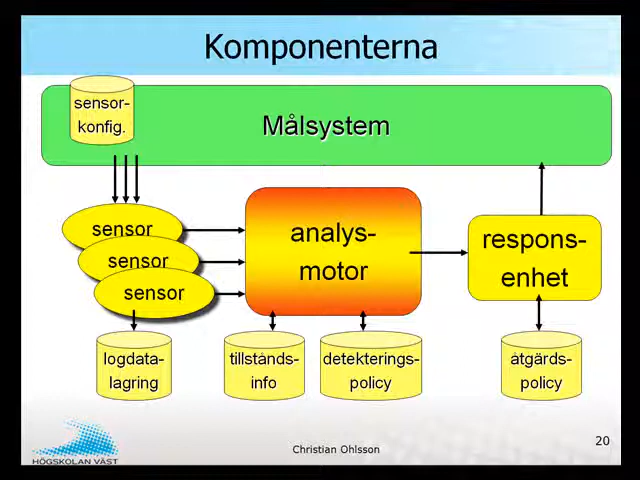 Komponenterna
sensor-
konfig.
Målsystem
sensor
sensor
sensor
analys-
motor
respons-
enhet
logdata-
lagring
tillstånds-
info
detekterings-
policy
åtgärds-
policy
HÖGSKOLAN VÄST
Christian Ohlsson
20